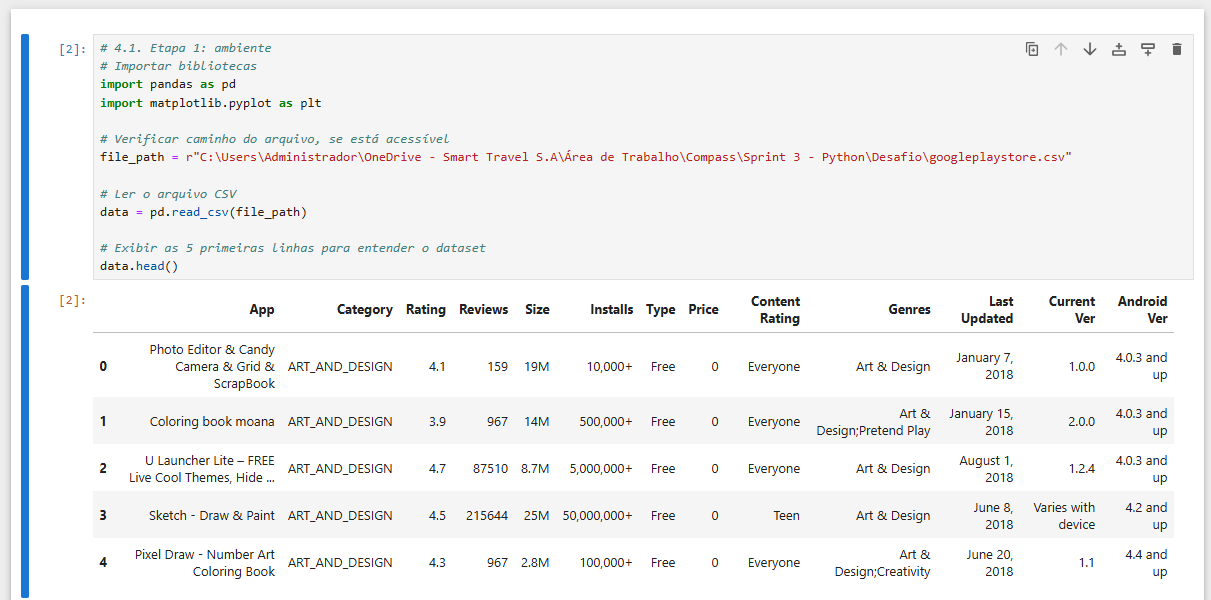 [2]:
# 4.1. Etapa 1: ambiente
# Importar bibliotecas
import pandas as pd
import matplotlib.pyplot as plt
# Verificar caminho do arquivo, se está acessível
file_path = r"C:\Users\Administrador\OneDrive - Smart Travel S.A\Área de Trabalho\Compass\Sprint 3 - Python\Desafio\googleplaystore.csv"
# Ler o arquivo CSV
data = pd.read_csv(file_path)
# Exibir as 5 primeiras linhas para entender o dataset
data.head()
[2]:
App Category Rating Reviews Size Installs Type Price Content Rating Genres Last Updated Current Ver Android Ver
0 Photo Editor & Candy Camera & Grid & ScrapBook ART_AND_DESIGN 4.1 159 19M 10,000+ Free 0 Everyone Art & Design January 7, 2018 1.0.0 4.0.3 and up
1 Coloring book moana ART_AND_DESIGN 3.9 967 14M 500,000+ Free 0 Everyone Art & Design;Pretend Play January 15, 2018 2.0.0 4.0.3 and up
2 U Launcher Lite – FREE Live Cool Themes, Hide ... ART_AND_DESIGN 4.7 87510 8.7M 5,000,000+ Free 0 Everyone Art & Design August 1, 2018 1.2.4 4.0.3 and up
3 Sketch - Draw & Paint ART_AND_DESIGN 4.5 215644 25M 50,000,000+ Free 0 Teen Art & Design June 8, 2018 Varies with device 4.2 and up
4 Pixel Draw - Number Art Coloring Book ART_AND_DESIGN 4.3 967 2.8M 100,000+ Free 0 Everyone Art & Design;Creativity June 20, 2018 1.1 4.4 and up